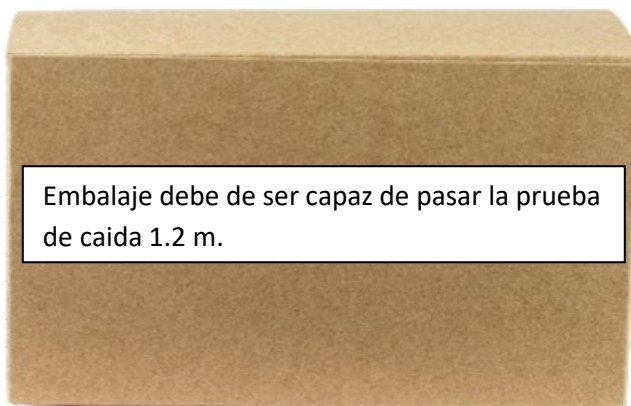 Embalaje debe de ser capaz de pasar la prueba
de caida 1.2 m.